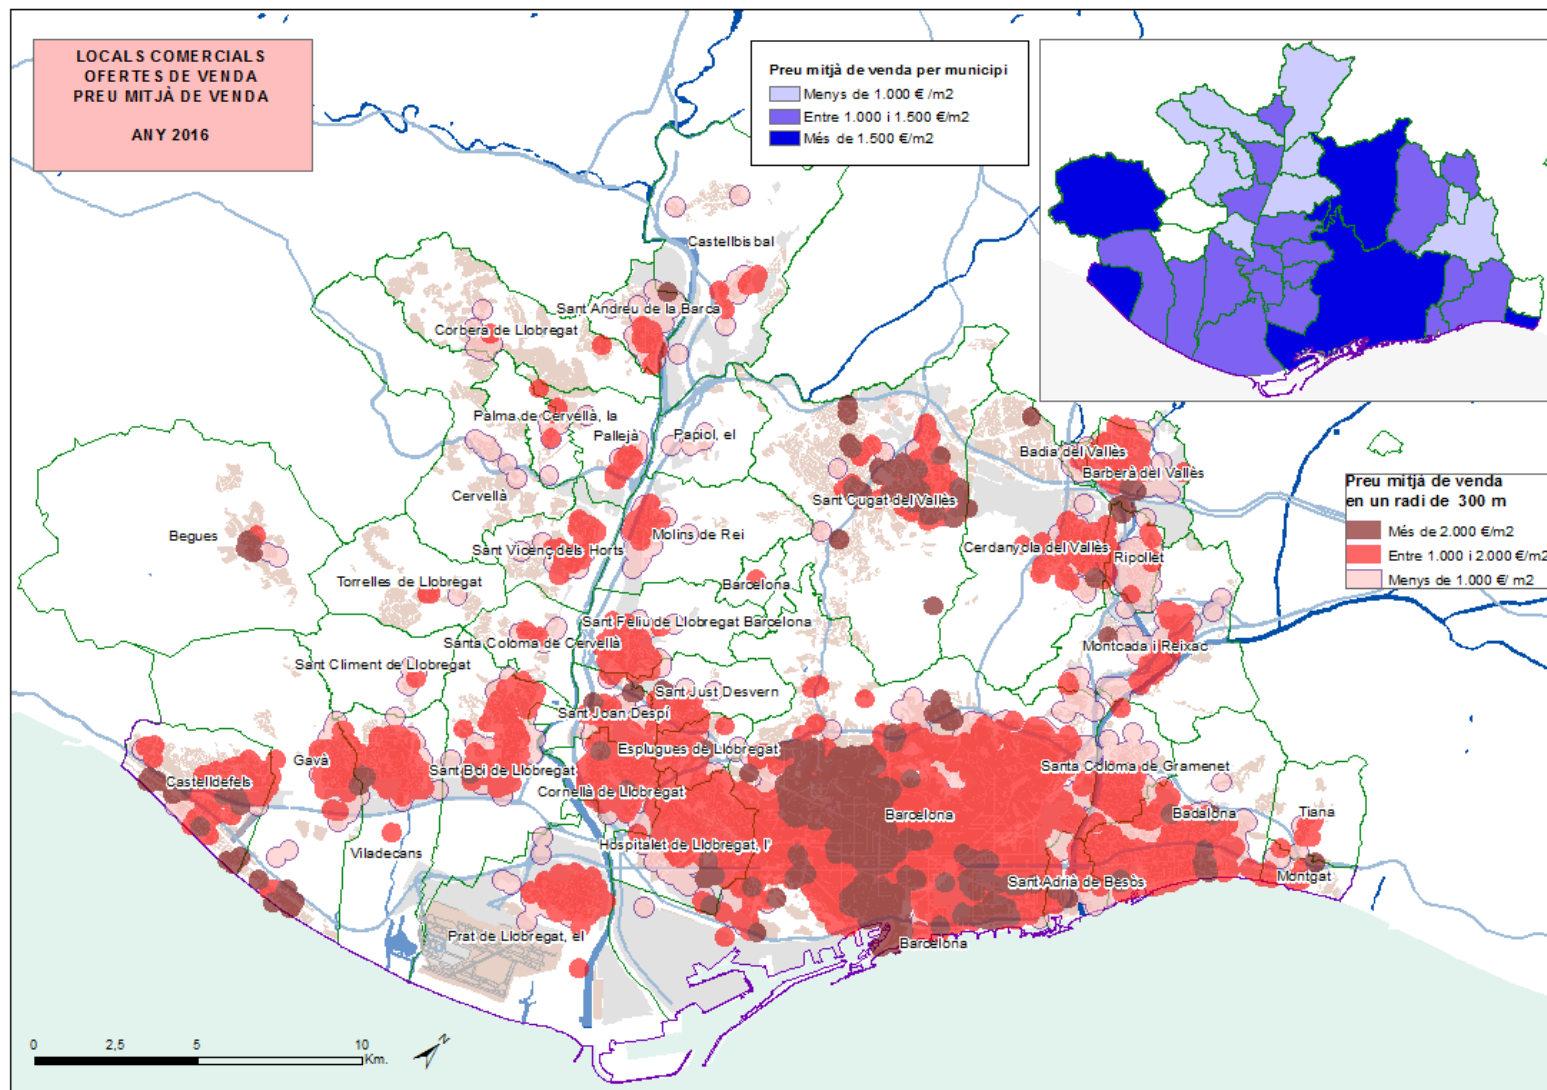 LOCALS COMERCIALS
OFERTES DE VENDA
PREU MITJÀ DE VENDA
ANY 2016
Preu mitjà de venda per municipi
Menys de 1.000 € /m2
Entre 1.000 i 1.500 €/m2
Més de 1.500 €/m2
Castellbisbal
Sant Andreu de la Barca
Corbera de Llobregat
Palma de Cervellà, la
Pallejà
Papiol, el
Badia del Vallès
Barberà del Vallès
Preu mitjà de venda
en un radi de 300 m
Més de 2.000 €/m2
Entre 1.000 i 2.000 €/m2
Menys de 1.000 €/ m2
Cervellà
Sant Cugat del Vallès
Begues
Molins de Rei
Sant Vicenç dels Horts
Cerdanyola del Vallès
Ripollet
Torrelles de Llobregat
Barcelona
Sant Feliu de Llobregat
Barcelona
Santa Coloma de Cervellà
Montcada i Reixac
Sant Climent de Llobregat
Sant Just Desvern
Sant Joan Despí
Esplugues de Llobregat
Gavà
Sant Boi de Llobregat
Santa Coloma de Gramenet
Castelldefels
Cornellà de Llobregat
Barcelona
Badalona
Tiana
Hospitalet de Llobregat, l'
Viladecans
Sant Adrià de Besòs
Montgat
Prat de Llobregat, el
Barcelona
0 2,5 5 10
Km.
N